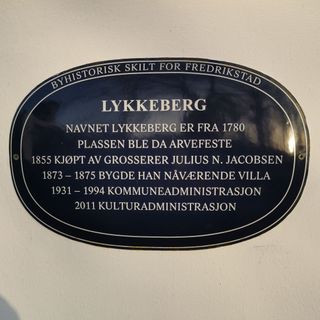 BYHISTORISK SKILT FOR FREDRIKSTAD
LYKKEBERG
NAVNET LYKKEBERG ER FRA 1780
PLASSEN BLE DA ARVEFESTE
1855 KJØPT AV GROSSERER JULIUS N. JACOBSEN
1873 – 1875 BYGDE HAN NÅVÆRENDE VILLA
1931 – 1994 KOMMUNEADMINISTRASJON
2011 KULTURADMINISTRASJON